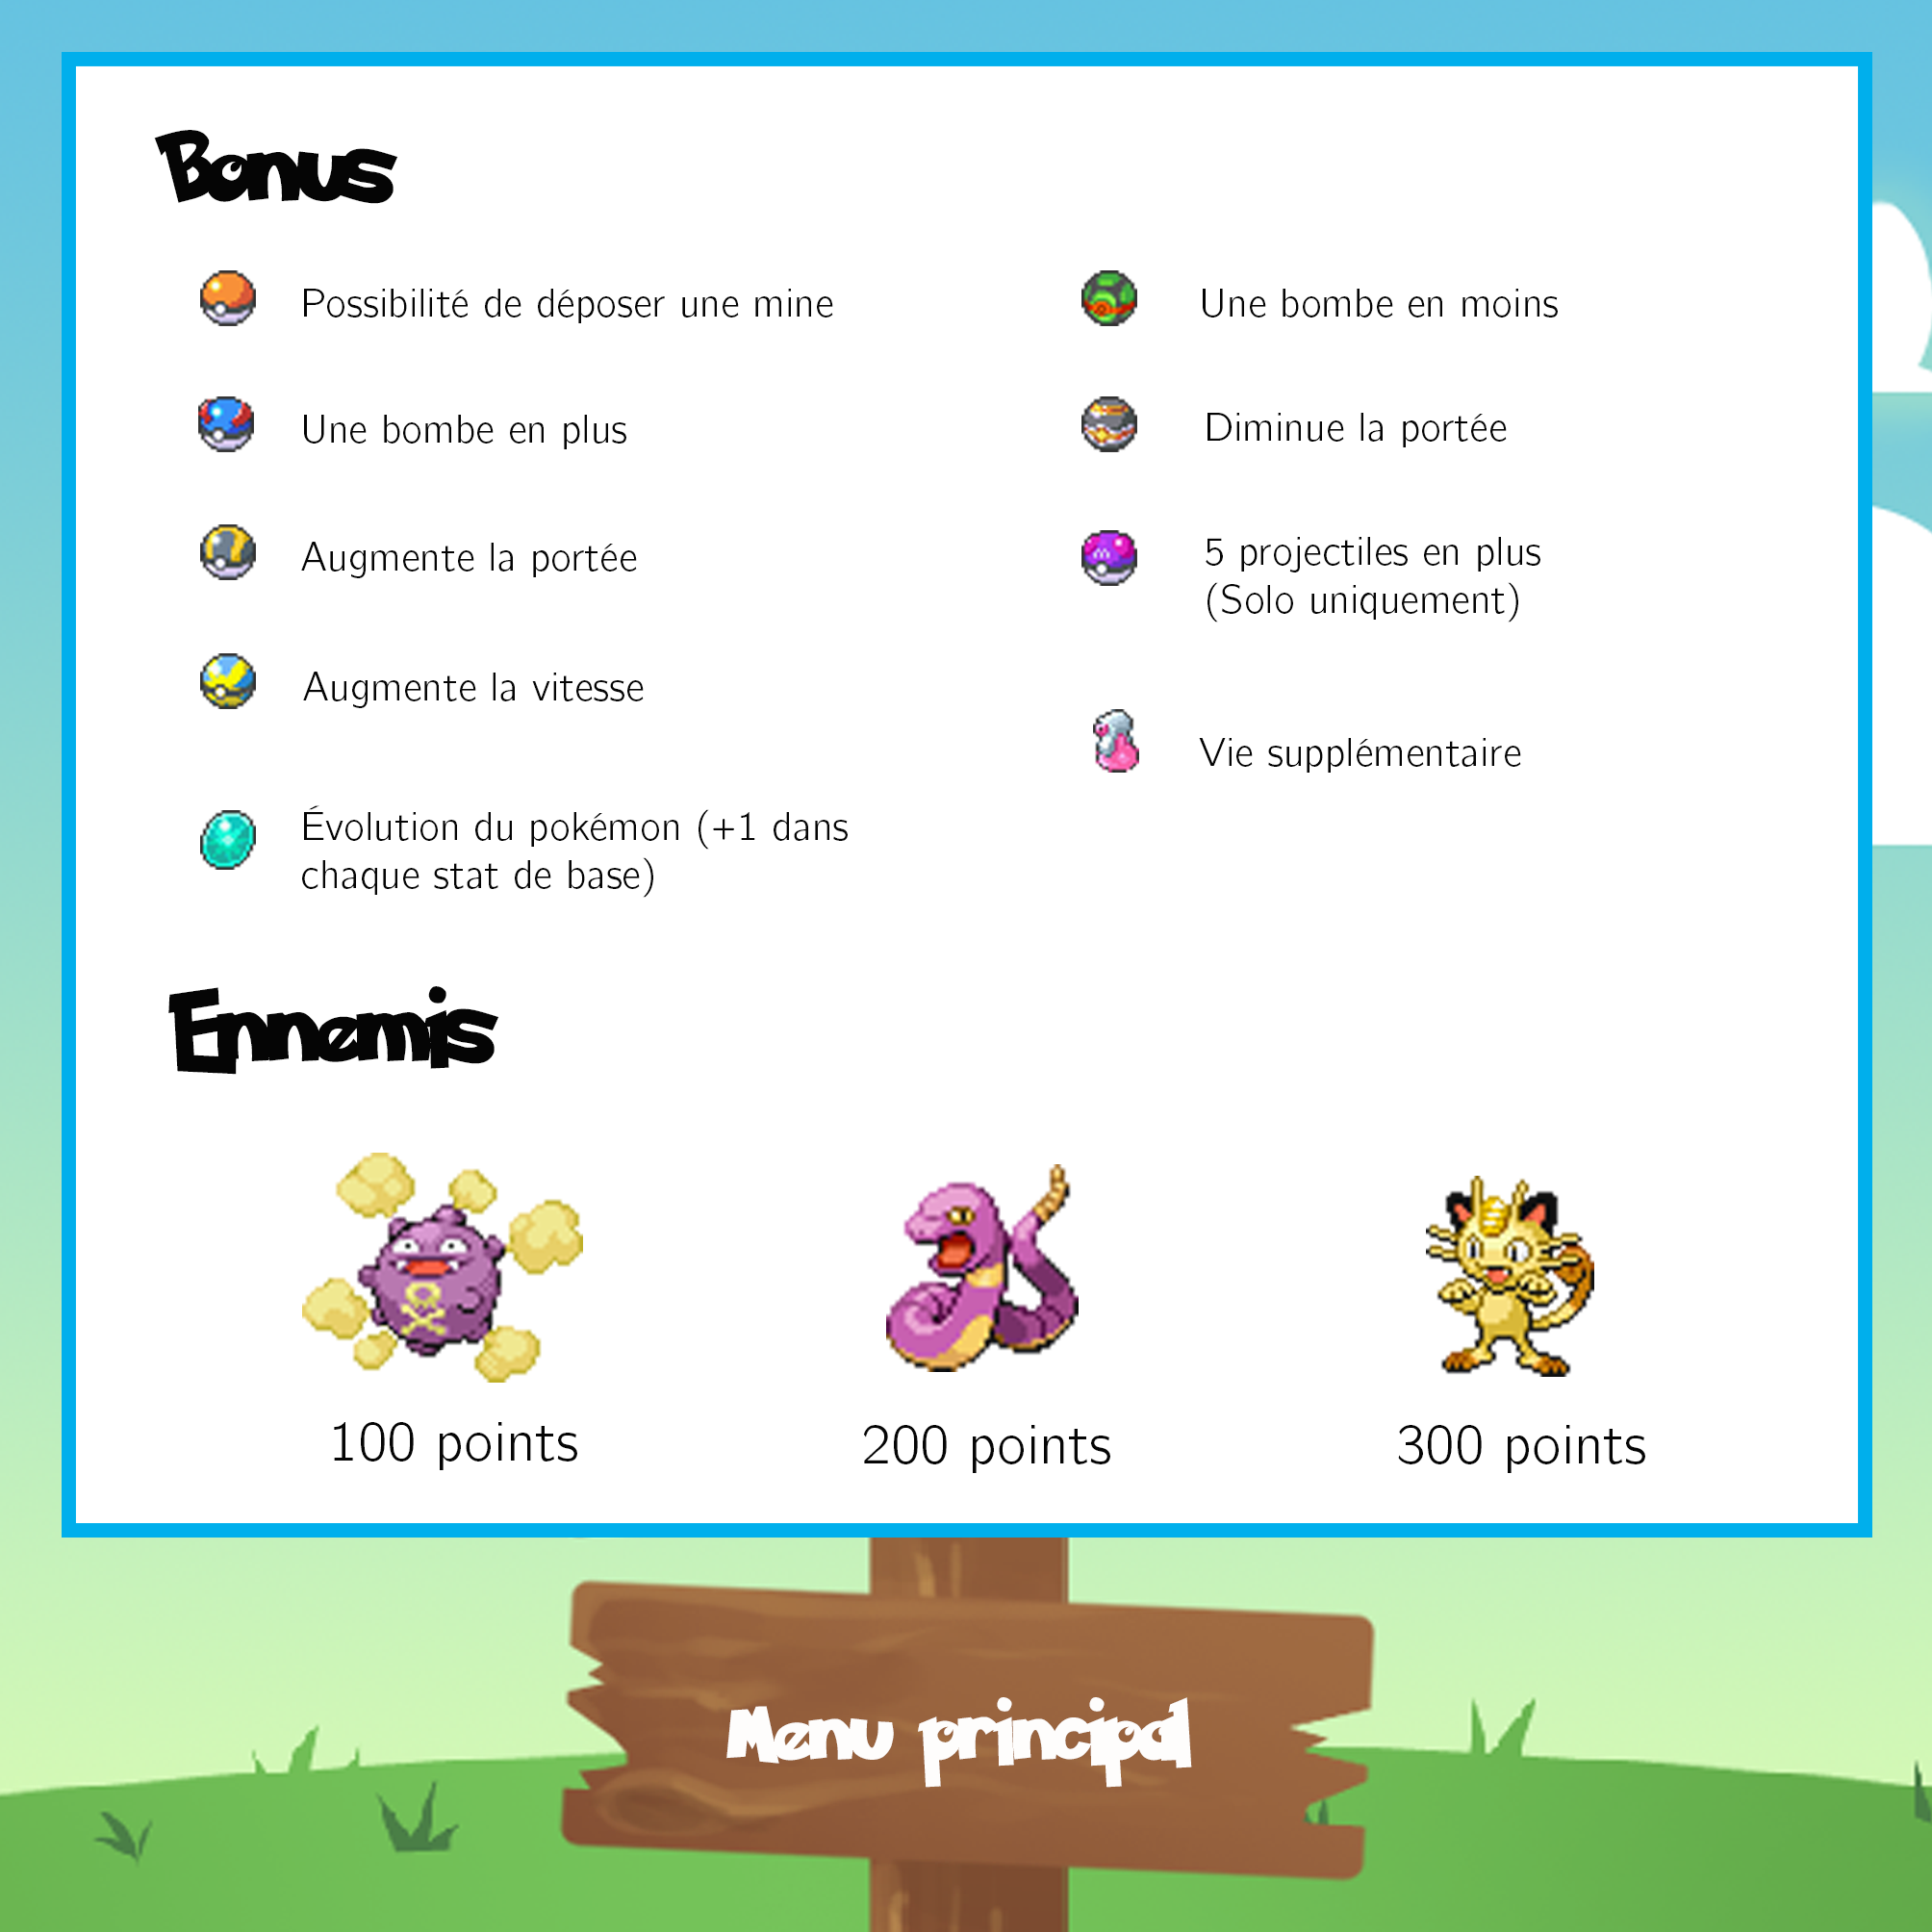 Bonus
Possibilité de déposer une mine
Une bombe en plus
Augmente la portée
Augmente la vitesse
Évolution du pokémon (+1 dans
chaque stat de base)
Une bombe en moins
Diminue la portée
5 projectiles en plus
(Solo uniquement)
Vie supplémentaire
Ennemis
100 points
200 points
300 points
Menu principal